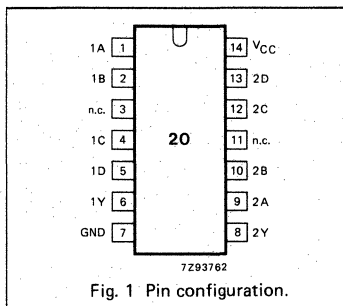 1A 1 14 VCC
1B 2 13 2D
n.c. 3 12 2C
1C 4 20 11 n.c.
1D 5 10 2B
1Y 6 9 2A
GND 7 8 2Y
7Z93762
Fig. 1 Pin configuration.